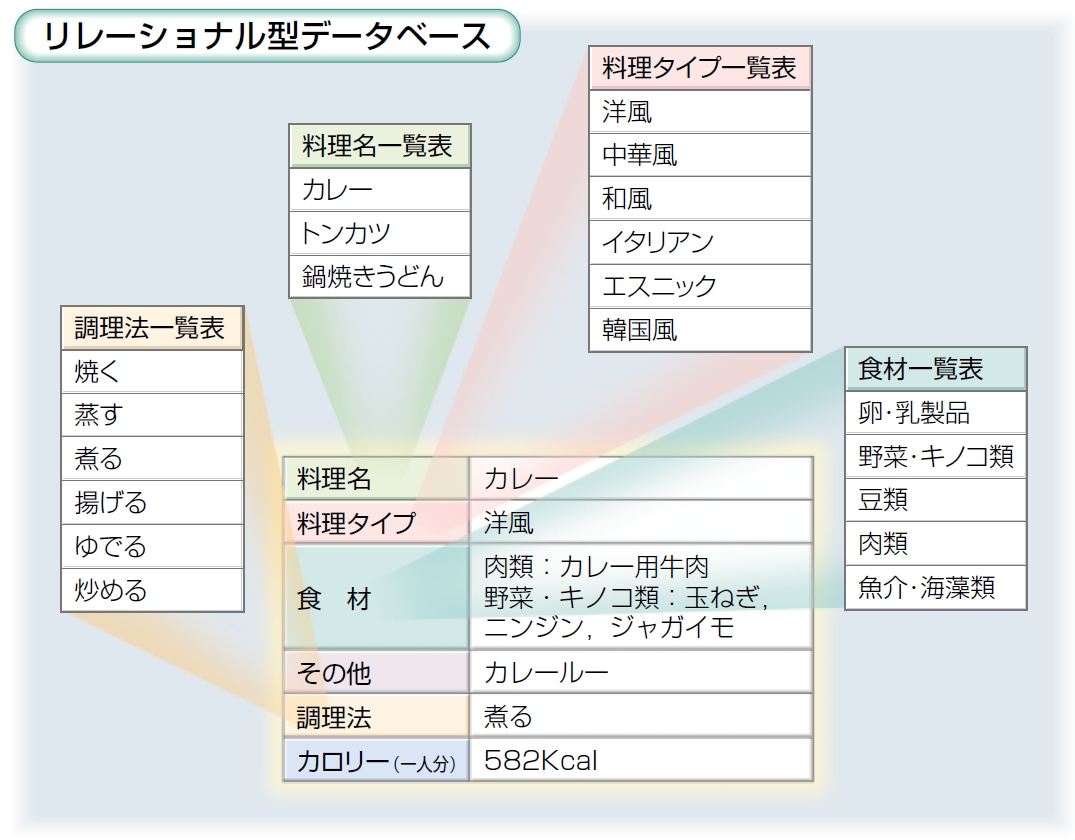 リレーショナル型データベース
料理タイプ一覧表
洋風
中華風
和風
イタリアン
エスニック
韓国風
料理名一覧表
カレー
トンカツ
鍋焼きうどん
調理法一覧表
焼く
蒸す
煮る
揚げる
ゆでる
炒める
食材一覧表
卵・乳製品
野菜・キノコ類
豆類
肉類
魚介・海藻類
料理名 カレー
料理タイプ 洋風
食 材 肉類：カレー用牛肉
野菜・キノコ類：玉ねぎ，
ニンジン，ジャガイモ
その他 カレールー
調理法 煮る
カロリー（一人分） 582Kcal